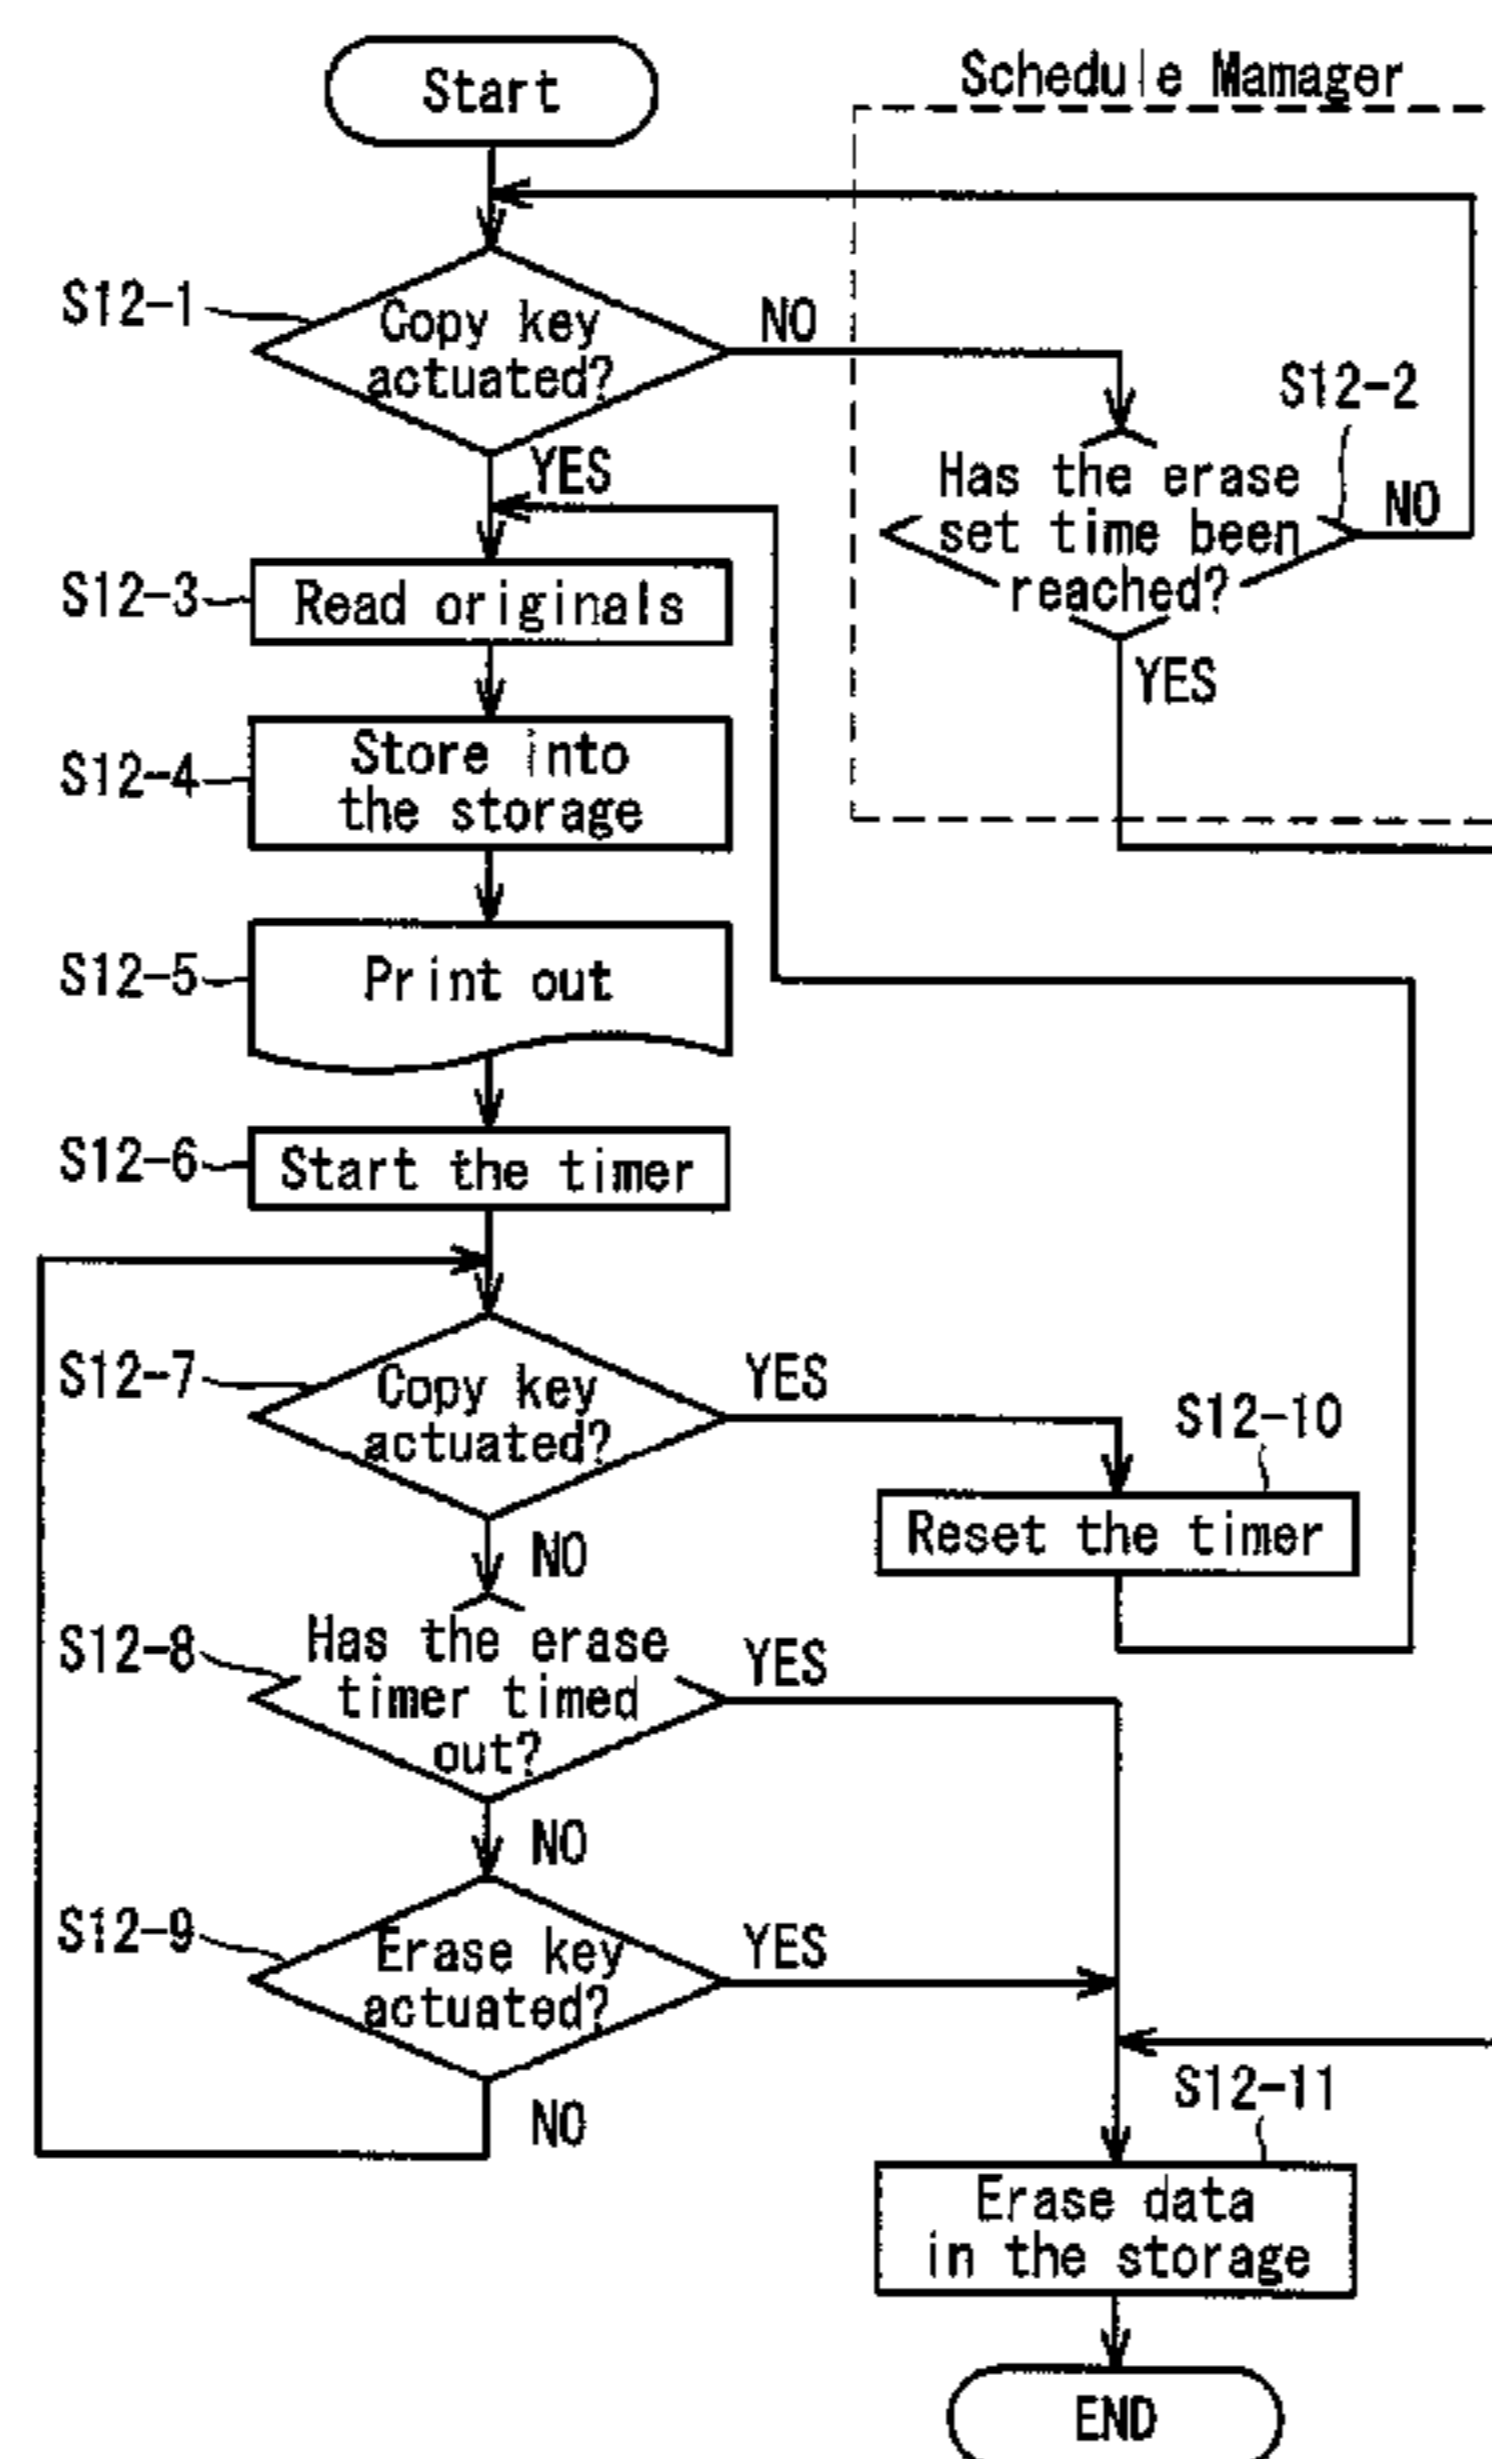 Start
Schedule Mamager
S12-1
Copy key
actuated?
NO
S12-2
Has the erase
set time been
reached?
NO
YES
YES
S12-3
Read originals
S12-4
Store into
the storage
S12-5
Print out
S12-6
Start the timer
S12-7
Copy key
actuated?
YES
S12-10
Reset the timer
NO
S12-8
Has the erase
timer timed
out?
YES
NO
S12-9
Erase key
actuated?
YES
NO
S12-11
Erase data
in the storage
END